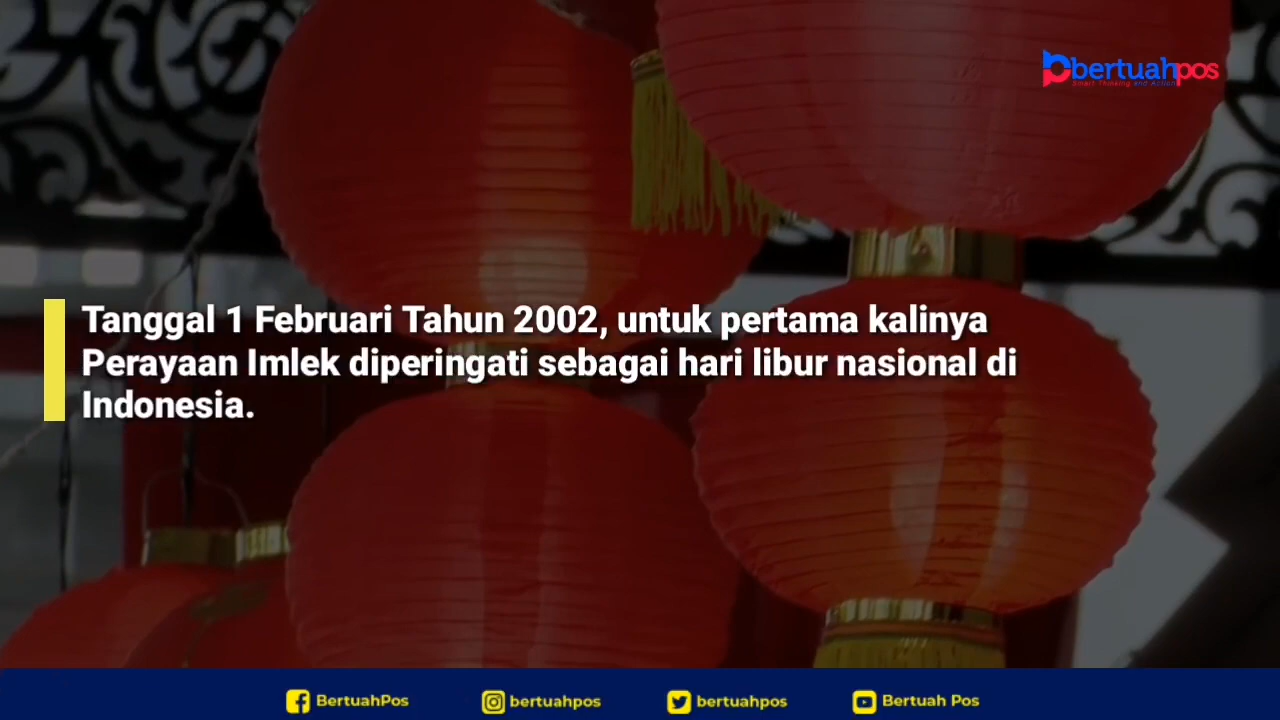 bertuahpos
Smart Thinking and Action
Tanggal 1 Februari Tahun 2002, untuk pertama kalinya
Perayaan Imlek diperingati sebagai hari libur nasional di
Indonesia.
BertuahPos
bertuahpos
bertuahpos
Bertuah Pos